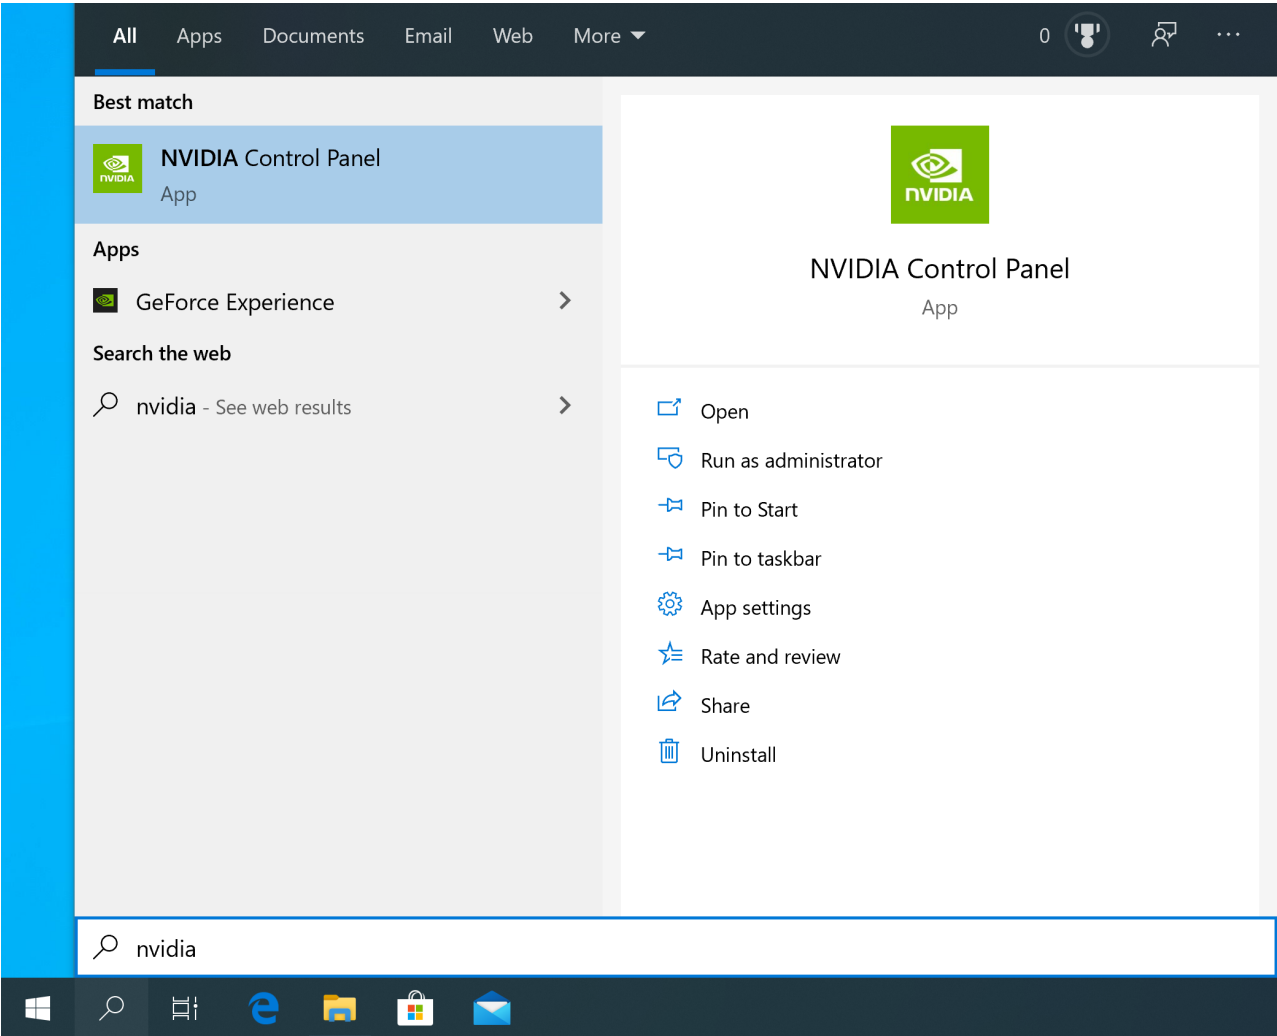 All Apps Documents Email Web More 0 ...
Best match
NVIDIA
NVIDIA Control Panel
App
Apps
GeForce Experience
Search the web
nvidia - See web results
NVIDIA
NVIDIA Control Panel
App
Open
Run as administrator
Pin to Start
Pin to taskbar
App settings
Rate and review
Share
Uninstall
nvidia